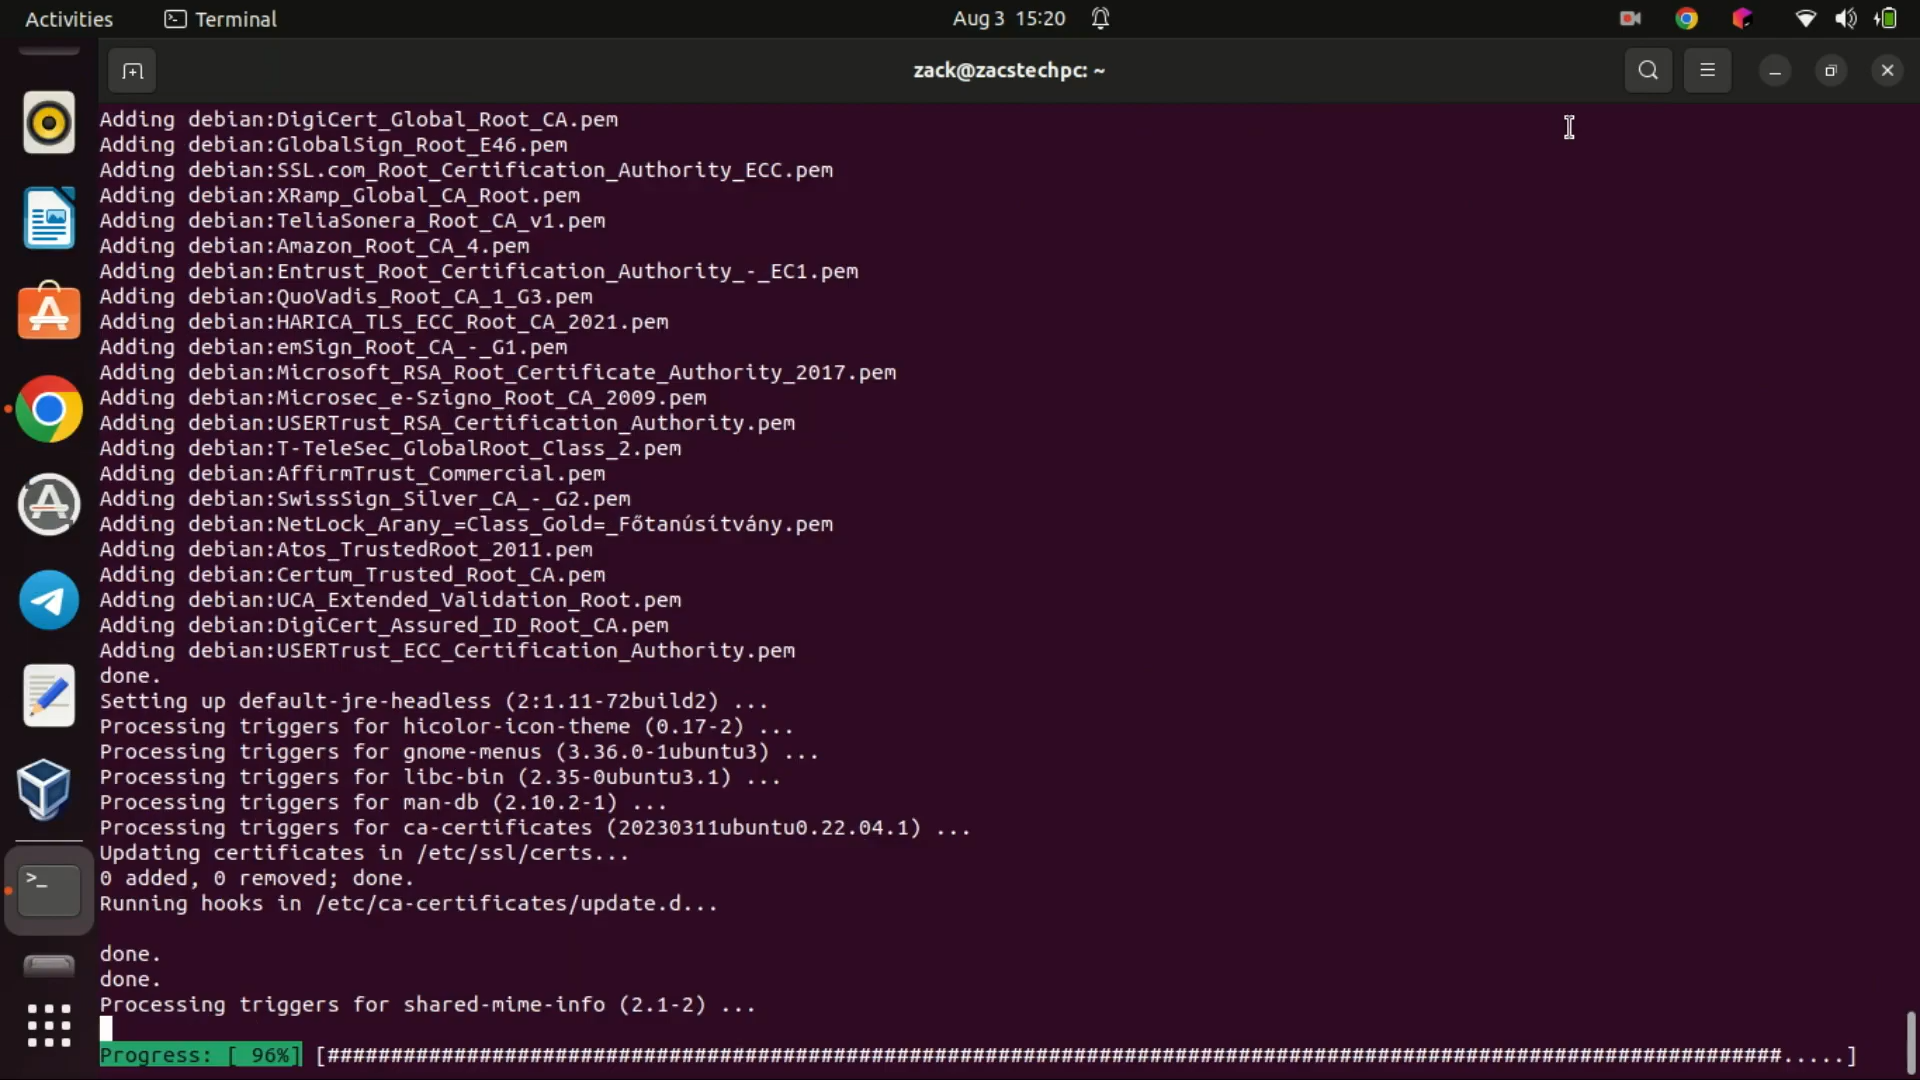 Activities
Terminal
Aug 3 15:20
zack@zacstechpc: ~
Adding debian:DigiCert_Global_Root_CA.pem
Adding debian:GlobalSign_Root_E46.pem
Adding debian:SSL.com_Root_Certification_Authority_ECC.pem
Adding debian:XRamp_Global_CA_Root.pem
Adding debian:TeliaSonera_Root_CA_v1.pem
Adding debian:Amazon_Root_CA_4.pem
Adding debian:Entrust_Root_Certification_Authority_-_EC1.pem
Adding debian:QuoVadis_Root_CA_1_G3.pem
Adding debian:HARICA_TLS_ECC_Root_CA_2021.pem
Adding debian:emSign_Root_CA_-_G1.pem
Adding debian:Microsoft_RSA_Root_Certificate_Authority_2017.pem
Adding debian:Microsec_e-Szigno_Root_CA_2009.pem
Adding debian:USERTrust_RSA_Certification_Authority.pem
Adding debian:T-TeleSec_GlobalRoot_Class_2.pem
Adding debian:AffirmTrust_Commercial.pem
Adding debian:SwissSign_Silver_CA_-_G2.pem
Adding debian:NetLock_Arany_=Class_Gold=_Főtanúsítvány.pem
Adding debian:Atos_TrustedRoot_2011.pem
Adding debian:Certum_Trusted_Root_CA.pem
Adding debian:UCA_Extended_Validation_Root.pem
Adding debian:DigiCert_Assured_ID_Root_CA.pem
Adding debian:USERTrust_ECC_Certification_Authority.pem
done.
Setting up default-jre-headless (2:1.11-72build2) ...
Processing triggers for hicolor-icon-theme (0.17-2) ...
Processing triggers for gnome-menus (3.36.0-1ubuntu3) ...
Processing triggers for libc-bin (2.35-0ubuntu3.1) ...
Processing triggers for man-db (2.10.2-1) ...
Processing triggers for ca-certificates (20230311ubuntu0.22.04.1) ...
Updating certificates in /etc/ssl/certs...
0 added, 0 removed; done.
Running hooks in /etc/ca-certificates/update.d...
done.
done.
Processing triggers for shared-mime-info (2.1-2) ...
Progress: [ 96%] [###################################################################################################################.....]